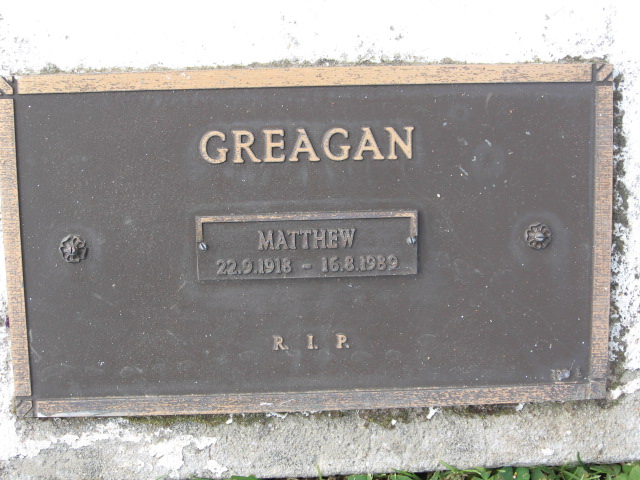 GREAGAN
MATTHEW
22.9.1918 - 16.8.1989
R. I. P.